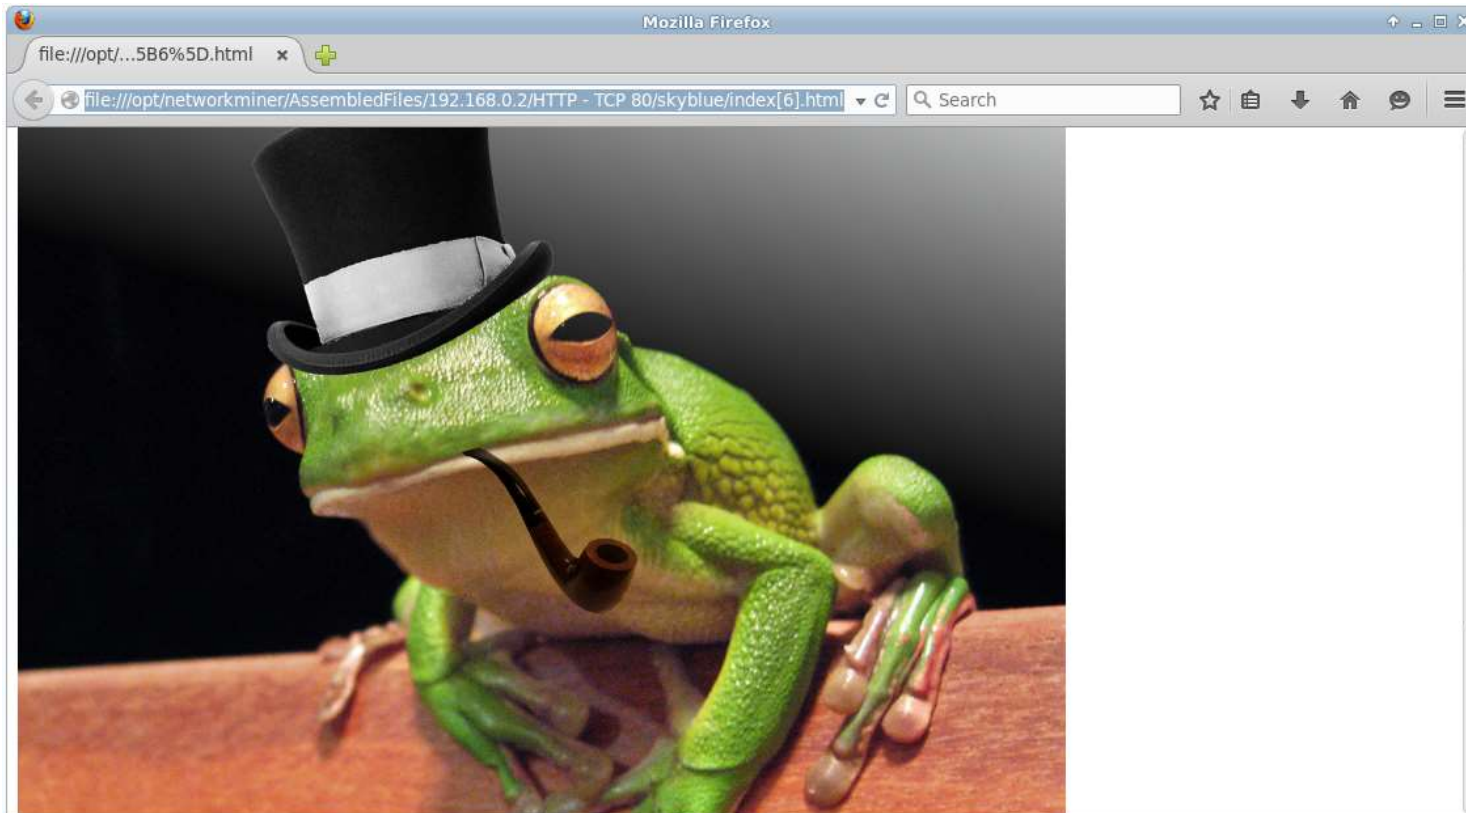 Mozilla Firefox
file:///opt/...5B6%5D.html
file:///opt/networkminer/AssembledFiles/192.168.0.2/HTTP - TCP 80/skyblue/index[6].html
Search